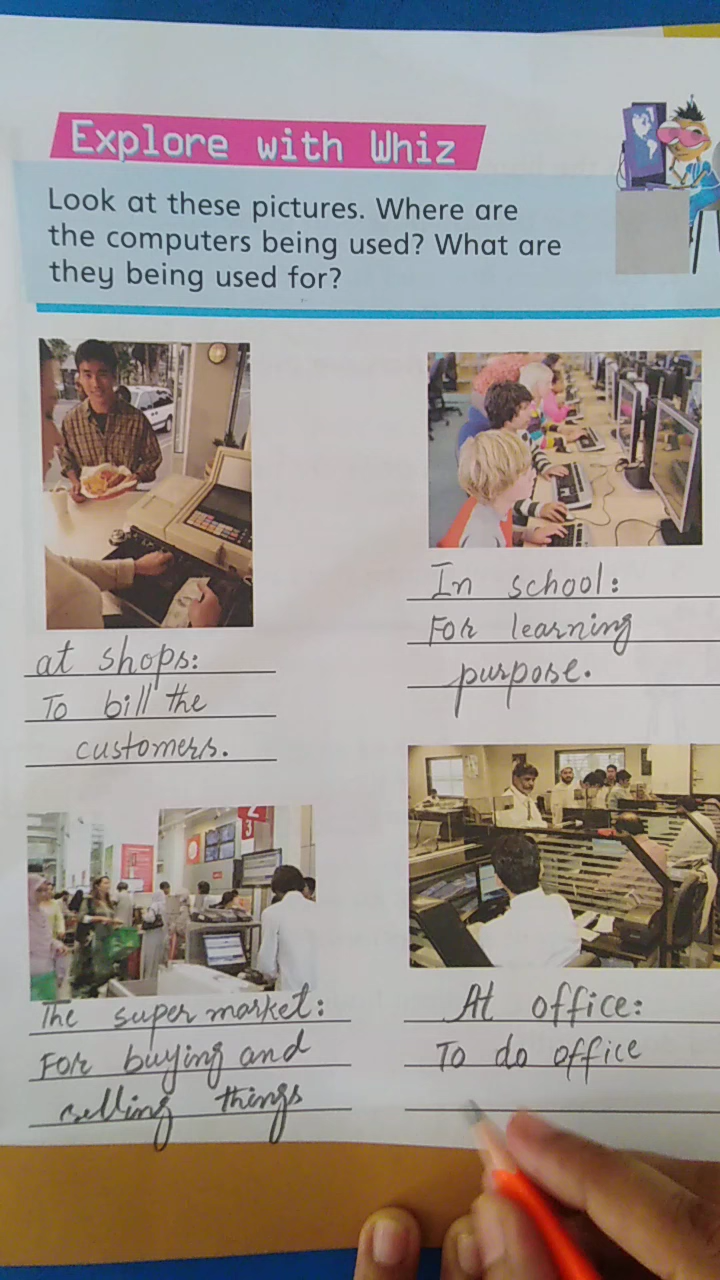 Explore with Whiz
Look at these pictures. Where are
the computers being used? What are
they being used for?
at shops:
To bill the
customers.
In school:
For learning
purpose.
The super market:
For buying and
selling things
At office:
To do office
2
3